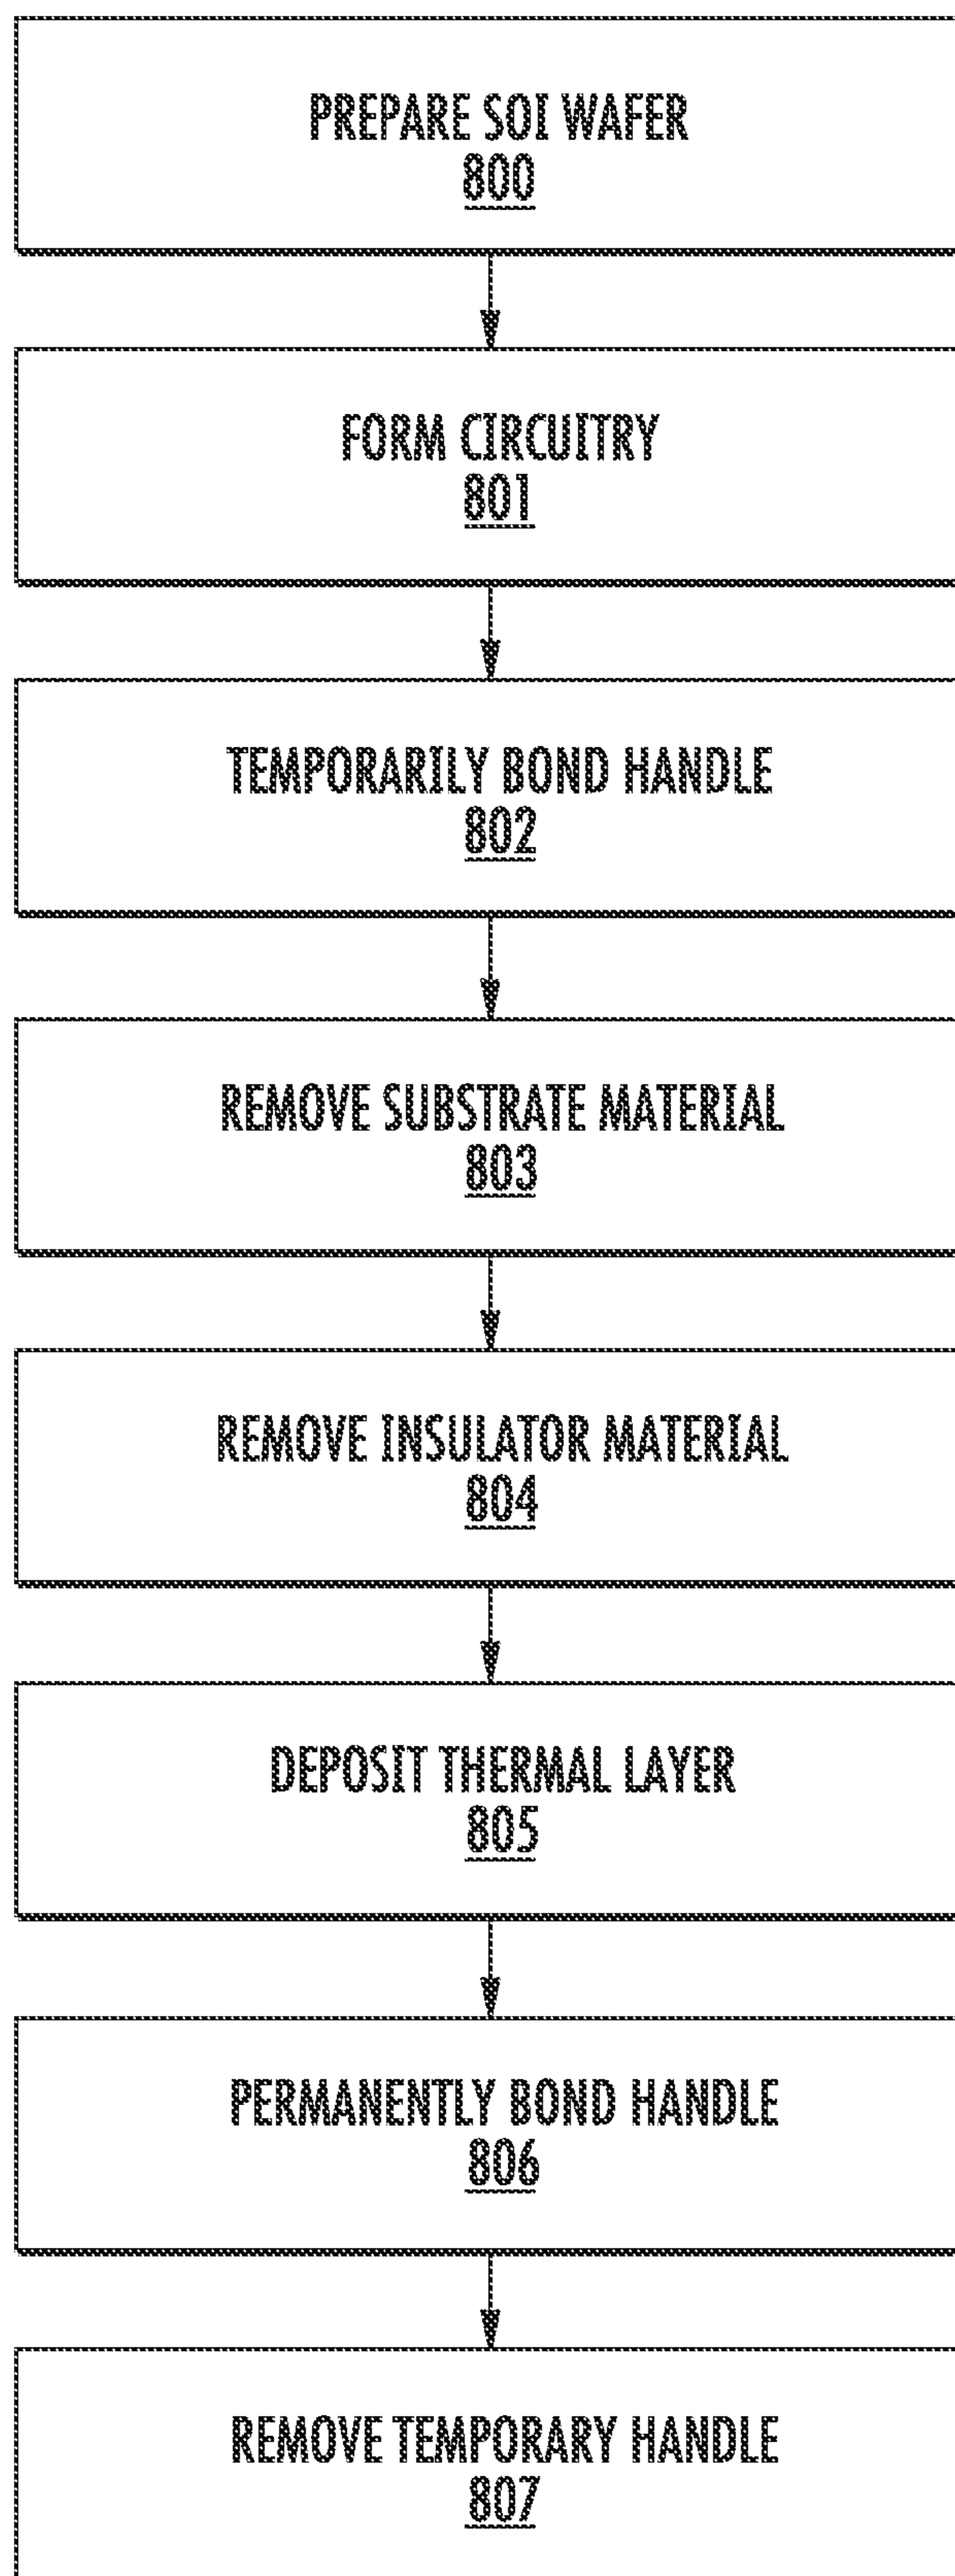 PREPARE SOI WAFER
800
FORM CIRCUITRY
801
TEMPORARILY BOND HANDLE
802
REMOVE SUBSTRATE MATERIAL
803
REMOVE INSULATOR MATERIAL
804
DEPOSIT THERMAL LAYER
805
PERMANENTLY BOND HANDLE
806
REMOVE TEMPORARY HANDLE
807